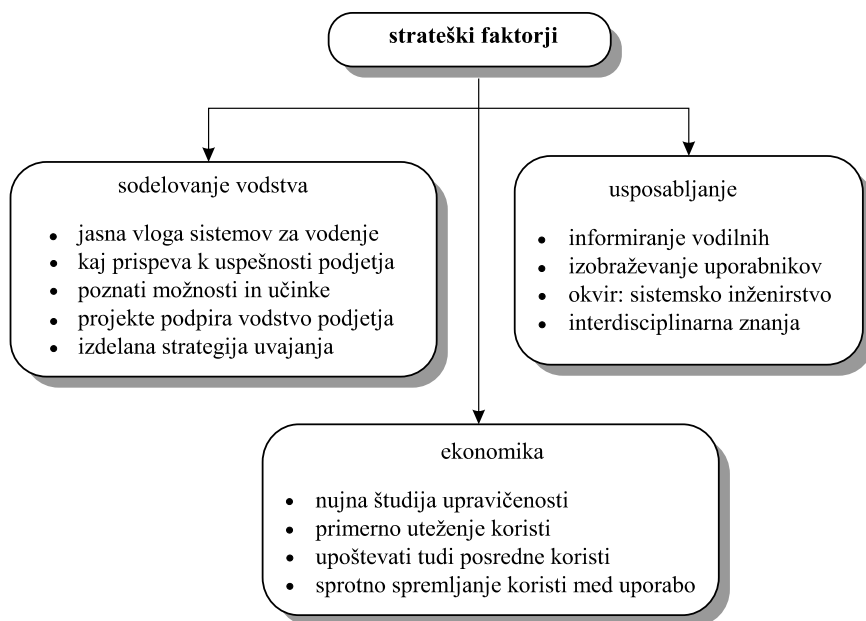 strateški faktorji
sodelovanje vodstva
• jasna vloga sistemov za vodenje
• kaj prispeva k uspešnosti podjetja
• poznati možnosti in učinke
• projekte podpira vodstvo podjetja
• izdelana strategija uvajanja
usposabljanje
• informiranje vodilnih
• izobraževanje uporabnikov
• okvir: sistemsko inženirstvo
• interdisciplinarna znanja
ekonomika
• nujna študija upravičenosti
• primerno uteženje koristi
• upoštevati tudi posredne koristi
• sprotno spremljanje koristi med uporabo